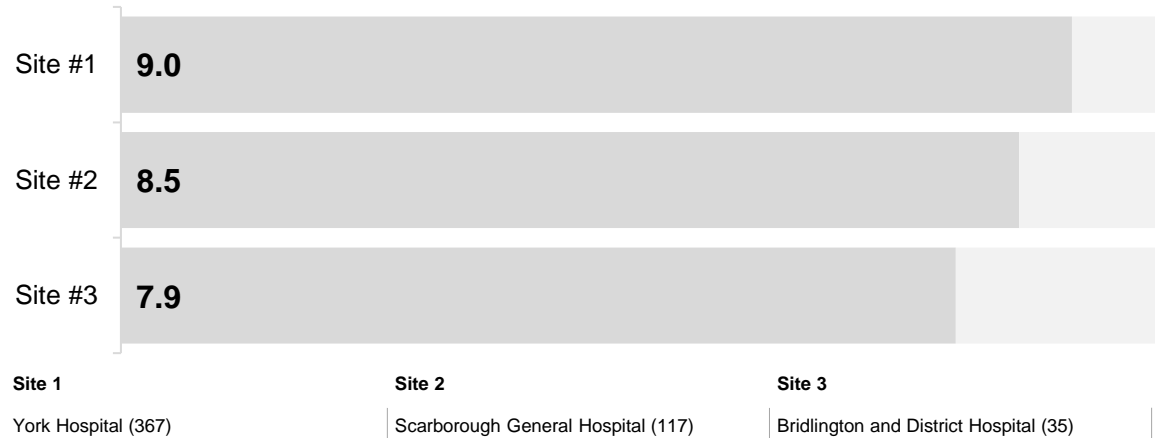 Site #1 9.0
Site #2 8.5
Site #3 7.9
Site 1 Site 2 Site 3
York Hospital (367) Scarborough General Hospital (117) Bridlington and District Hospital (35)